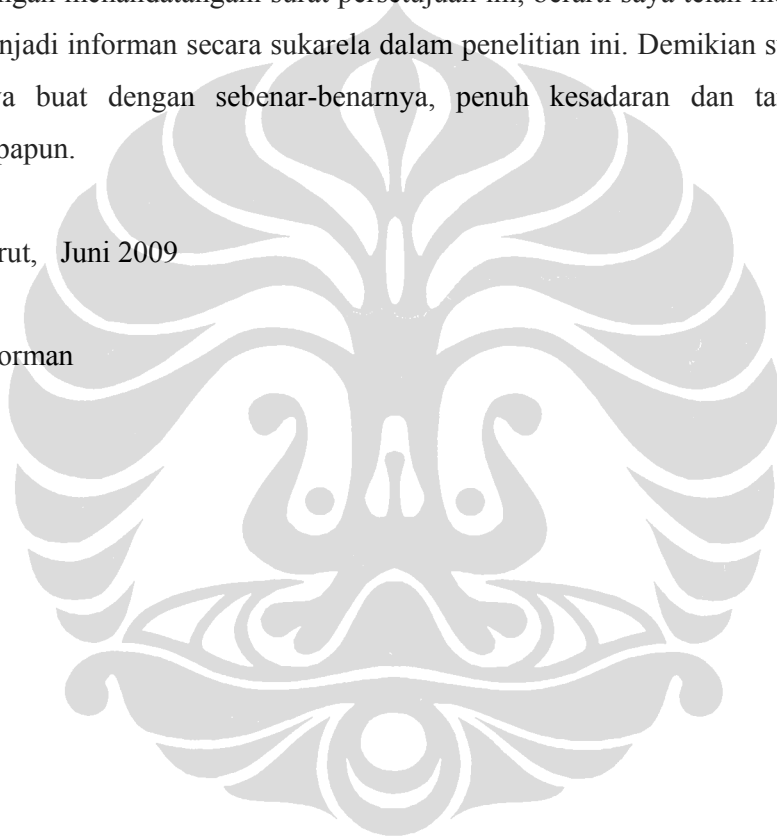 ngan menandatangani surat persetujuan ini, berarti saya telah
njadi informan secara sukarela dalam penelitian ini. Demikian
a buat dengan sebenar-benarnya, penuh kesadaran dan
papun.
rut, Juni 2009
orman